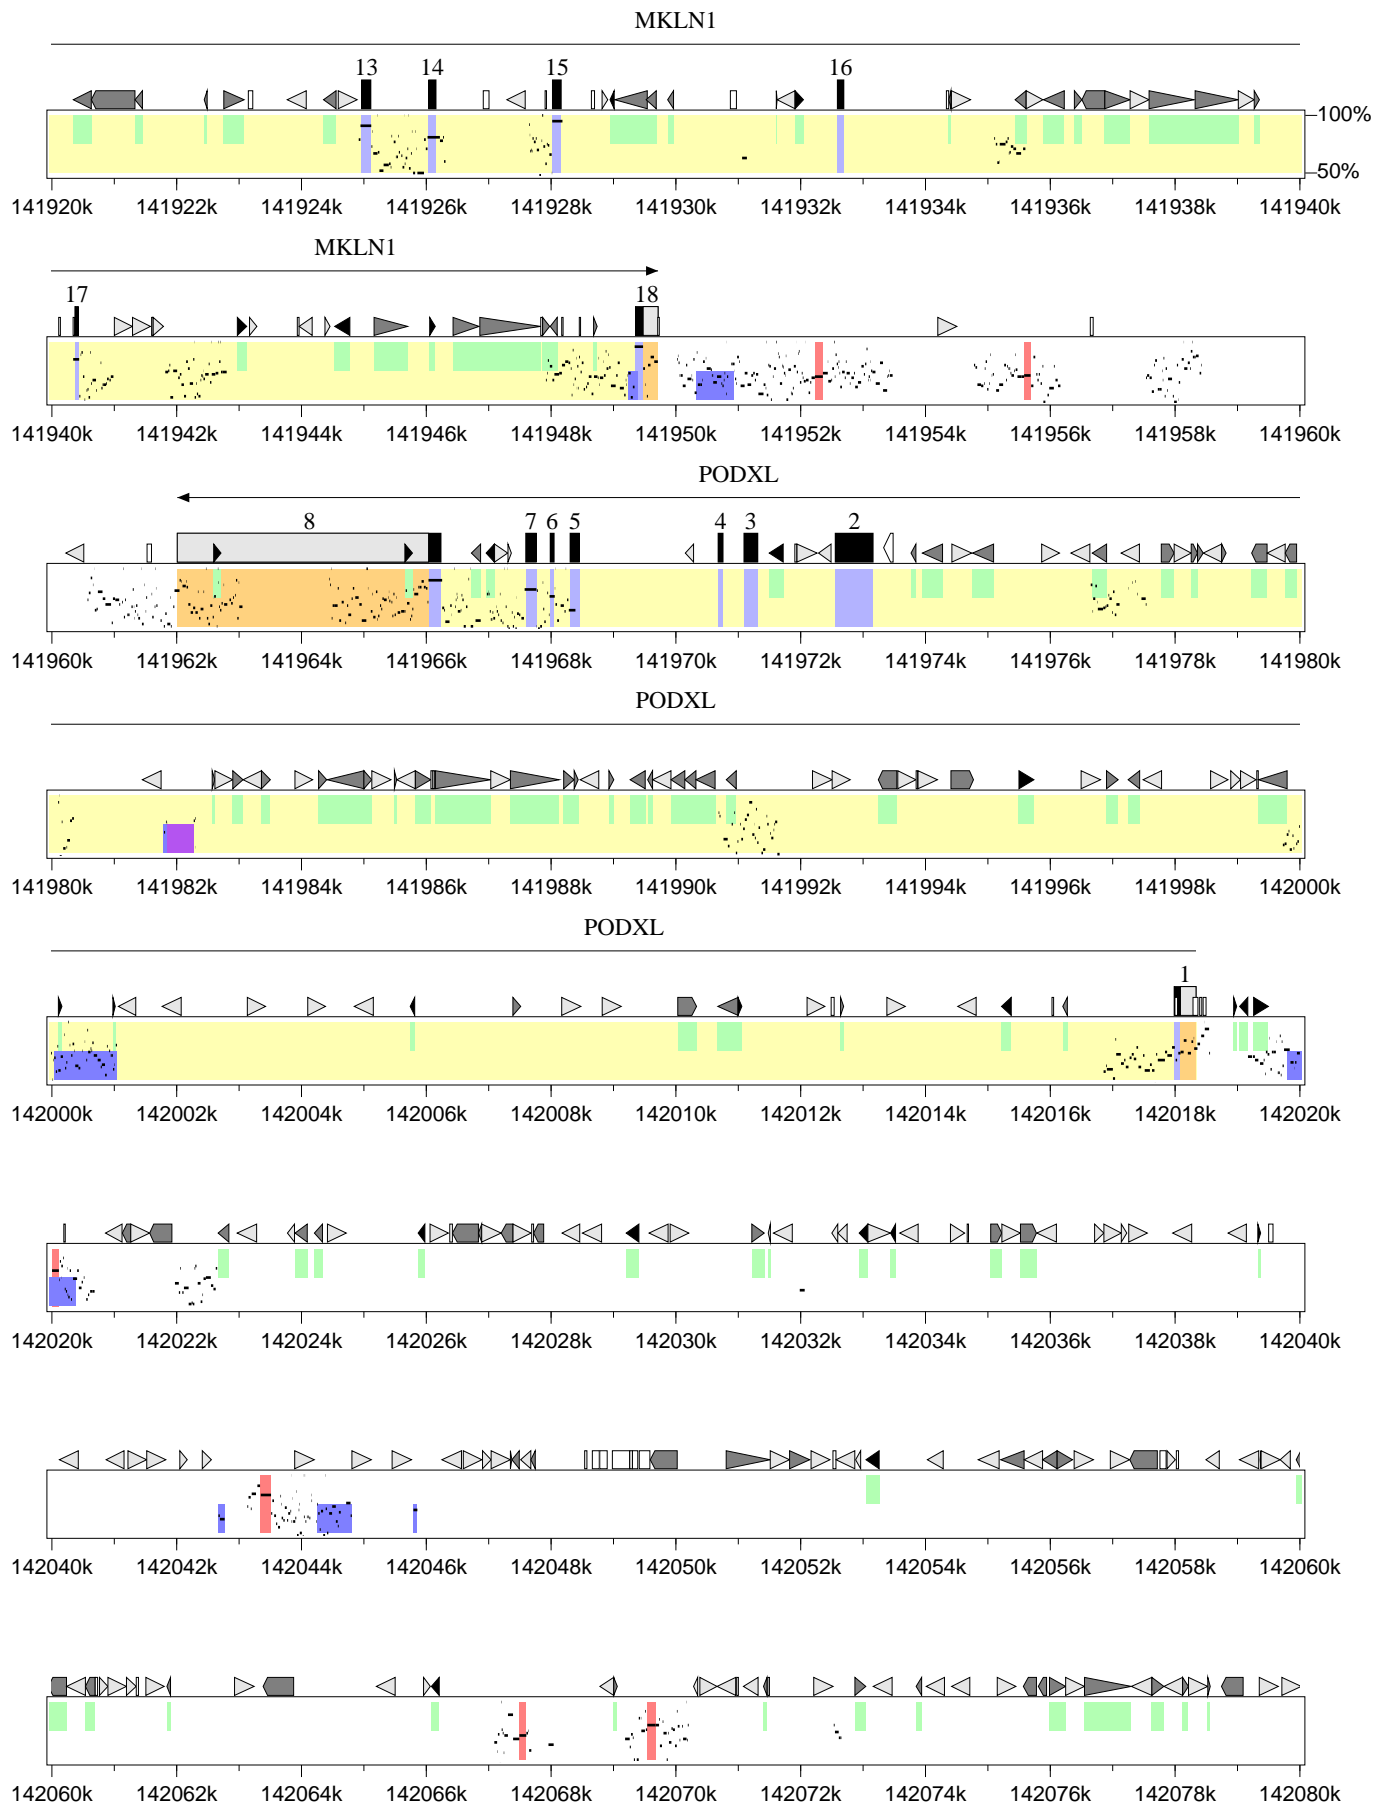 MKLN1
13 14 15 16
100%
50%
141920k 141922k 141924k 141926k 141928k 141930k 141932k 141934k 141936k 141938k 141940k
MKLN1
17 18
141940k 141942k 141944k 141946k 141948k 141950k 141952k 141954k 141956k 141958k 141960k
PODXL
8 7 6 5 4 3 2
141960k 141962k 141964k 141966k 141968k 141970k 141972k 141974k 141976k 141978k 141980k
PODXL
141980k 141982k 141984k 141986k 141988k 141990k 141992k 141994k 141996k 141998k 142000k
PODXL
1
142000k 142002k 142004k 142006k 142008k 142010k 142012k 142014k 142016k 142018k 142020k
142020k 142022k 142024k 142026k 142028k 142030k 142032k 142034k 142036k 142038k 142040k
142040k 142042k 142044k 142046k 142048k 142050k 142052k 142054k 142056k 142058k 142060k
142060k 142062k 142064k 142066k 142068k 142070k 142072k 142074k 142076k 142078k 142080k